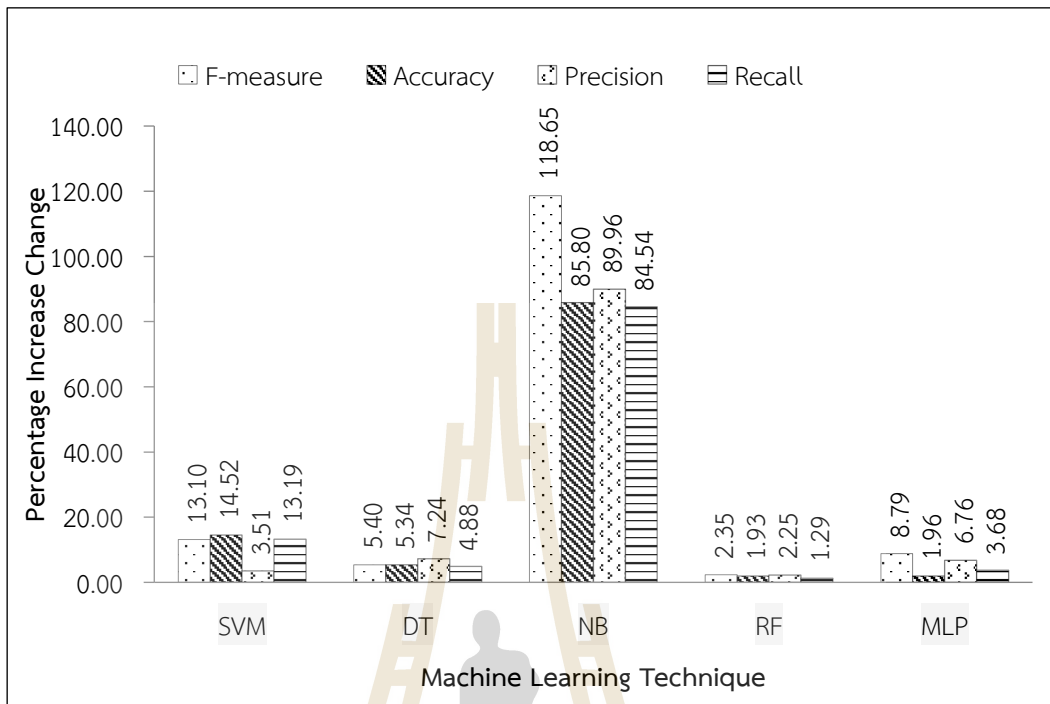 F-measure Accuracy Precision Recall
140.00
120.00
100.00
80.00
60.00
40.00
20.00
0.00
Percentage Increase Change
13.10 14.52 3.51 13.19
5.40 5.34 7.24 4.88
118.65 85.80 89.96 84.54
2.35 1.93 2.25 1.29
8.79 1.96 6.76 3.68
SVM DT NB RF MLP
Machine Learning Technique